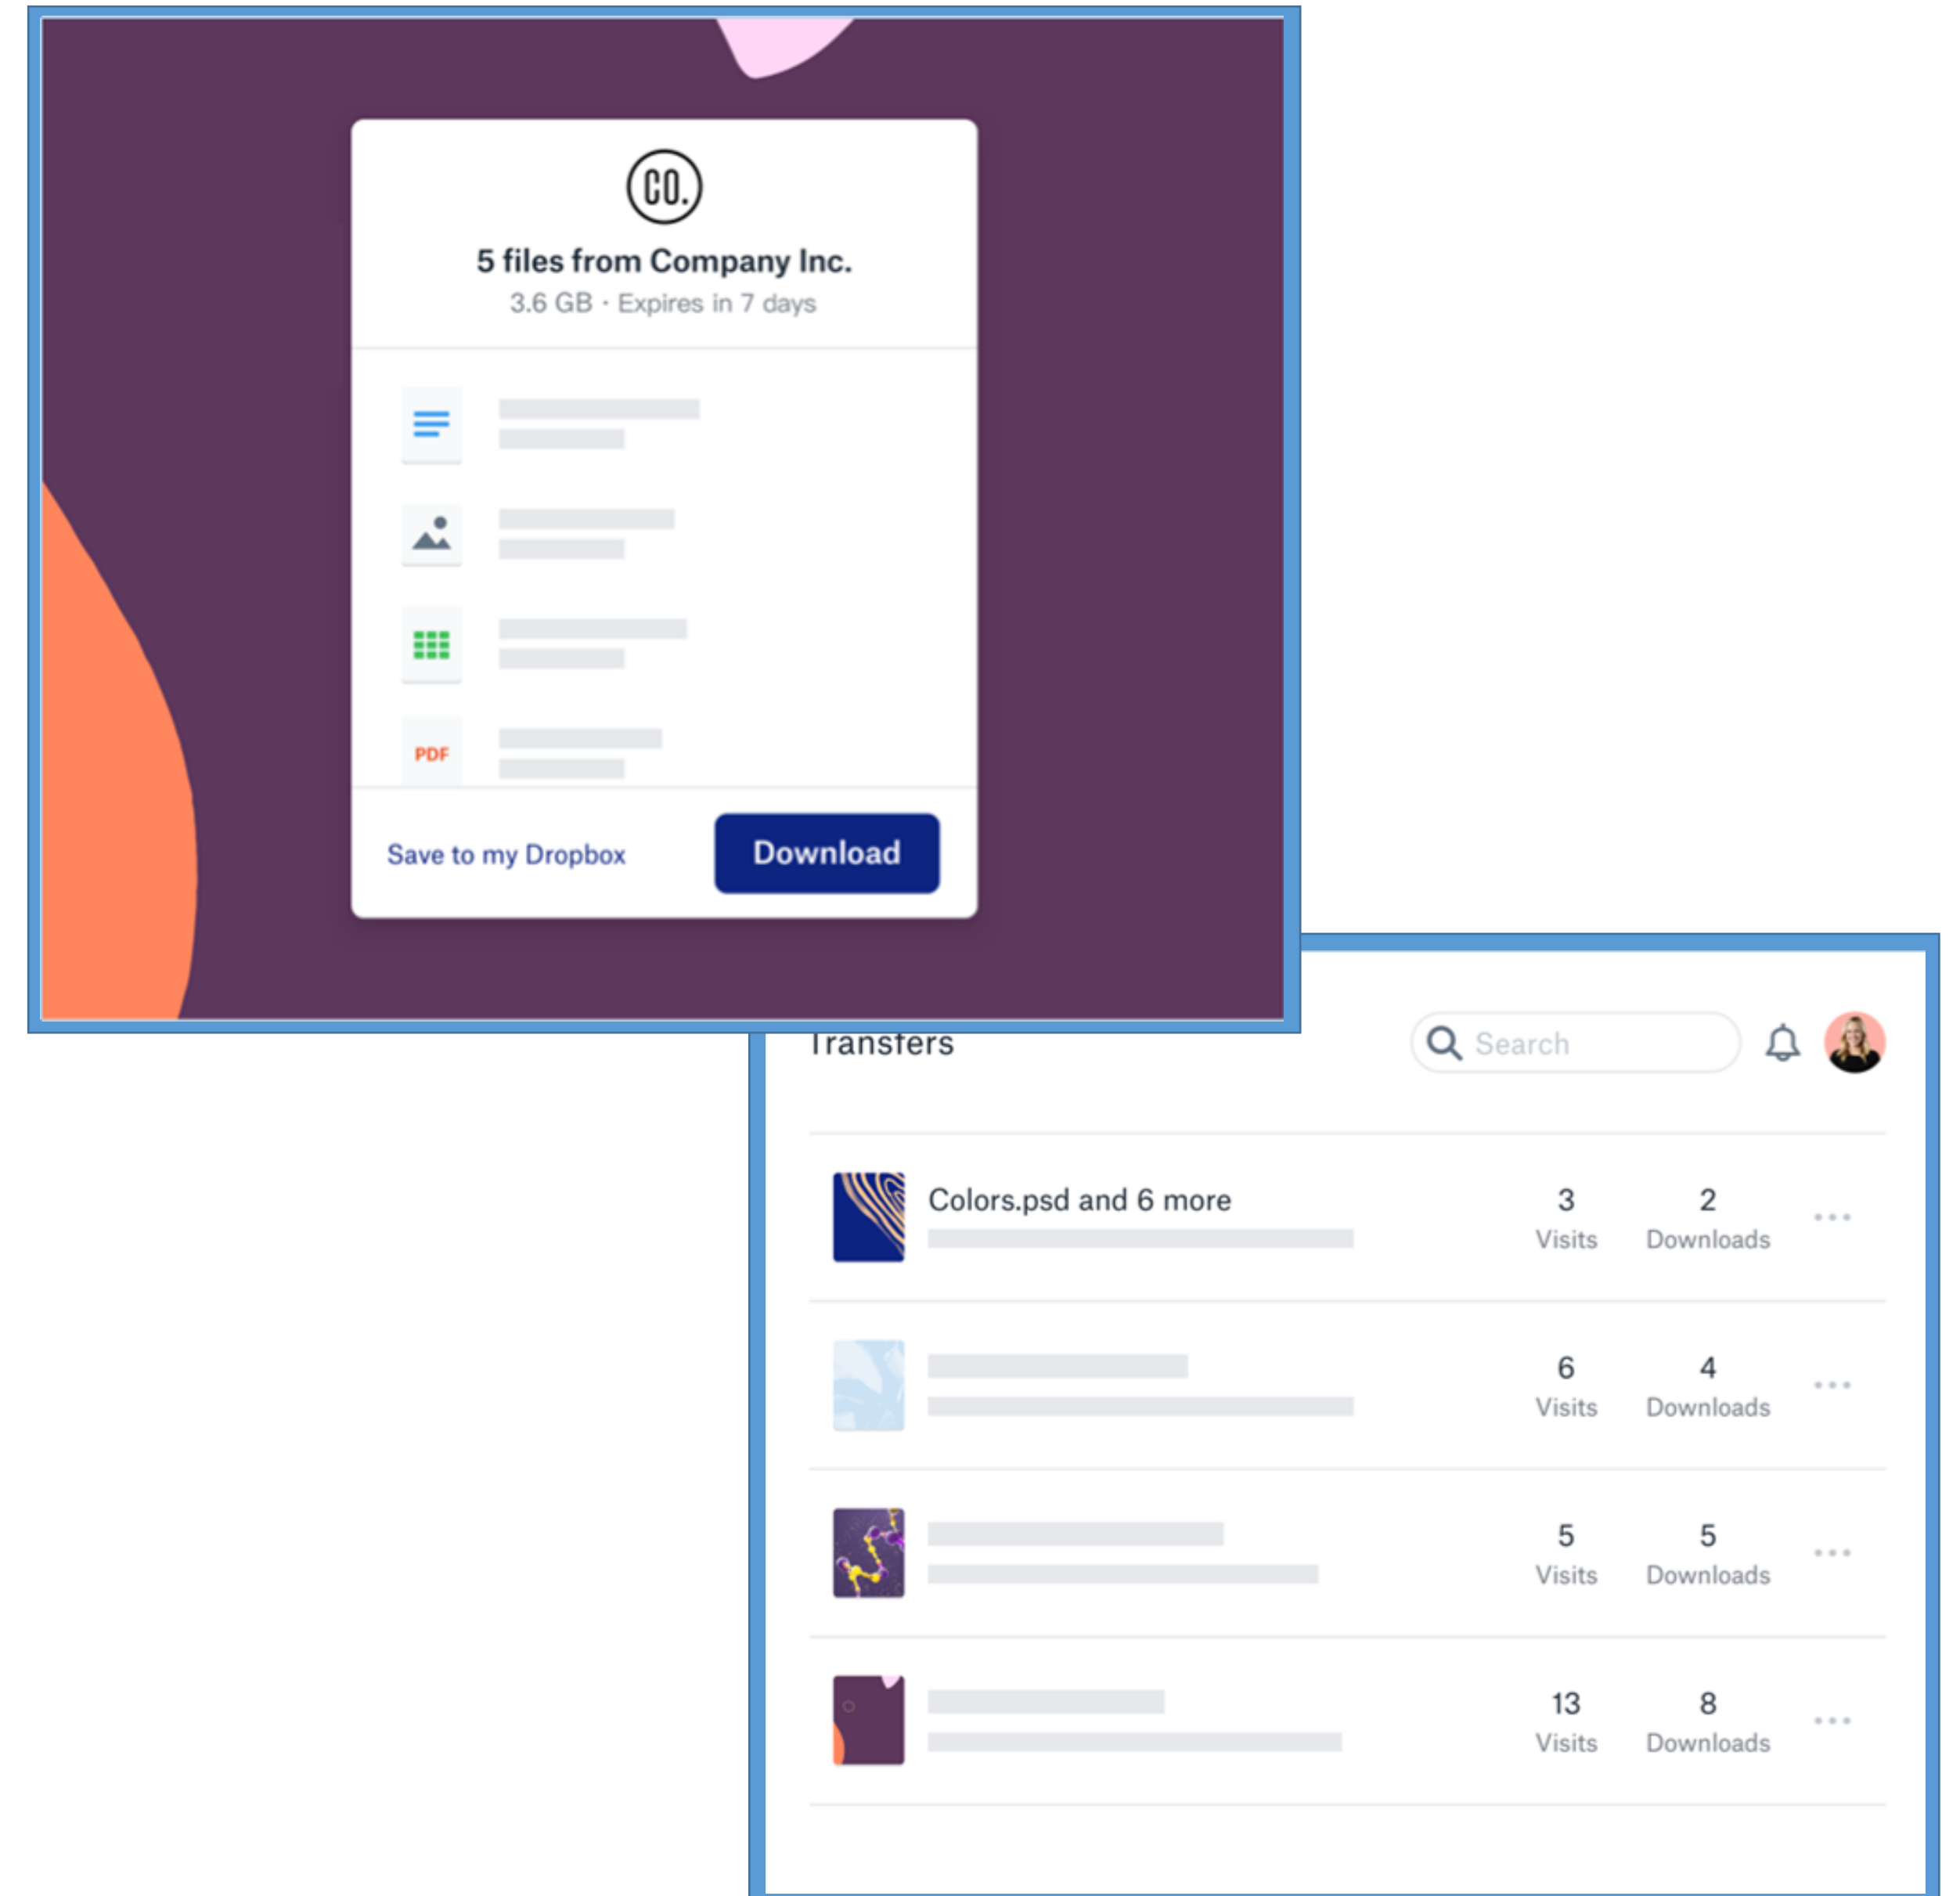 CO.
5 files from Company Inc.
3.6 GB · Expires in 7 days
PDF
Save to my Dropbox
Download
Transfers
Search
Colors.psd and 6 more
3
2
Visits
Downloads
6
4
Visits
Downloads
5
5
Visits
Downloads
13
8
Visits
Downloads